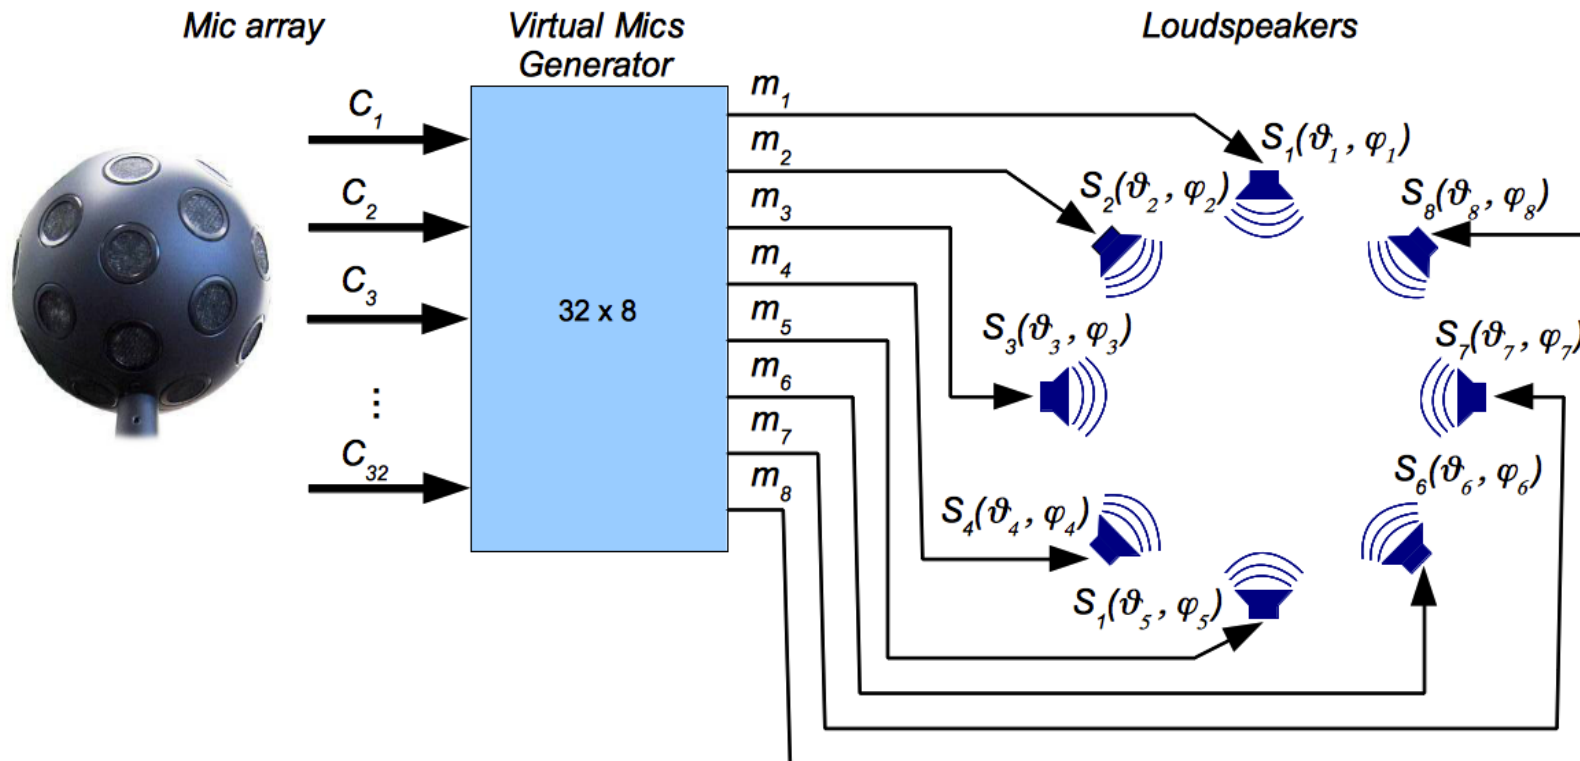 Mic array
Virtual Mics
Generator
Loudspeakers
C₁
C₂
C₃
⋮
C₃₂
32 x 8
m₁
m₂
m₃
m₄
m₅
m₆
m₇
m₈
S₁(ϑ₁, φ₁)
S₂(ϑ₂, φ₂)
S₈(ϑ₈, φ₈)
S₃(ϑ₃, φ₃)
S₇(ϑ₇, φ₇)
S₄(ϑ₄, φ₄)
S₆(ϑ₆, φ₆)
S₁(ϑ₅, φ₅)